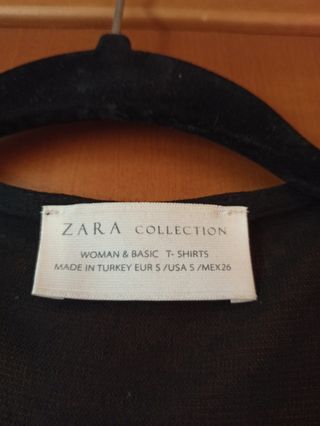 ZARA COLLECTION
WOMAN & BASIC T- SHIRTS
MADE IN TURKEY EUR S /USA S /MEX26